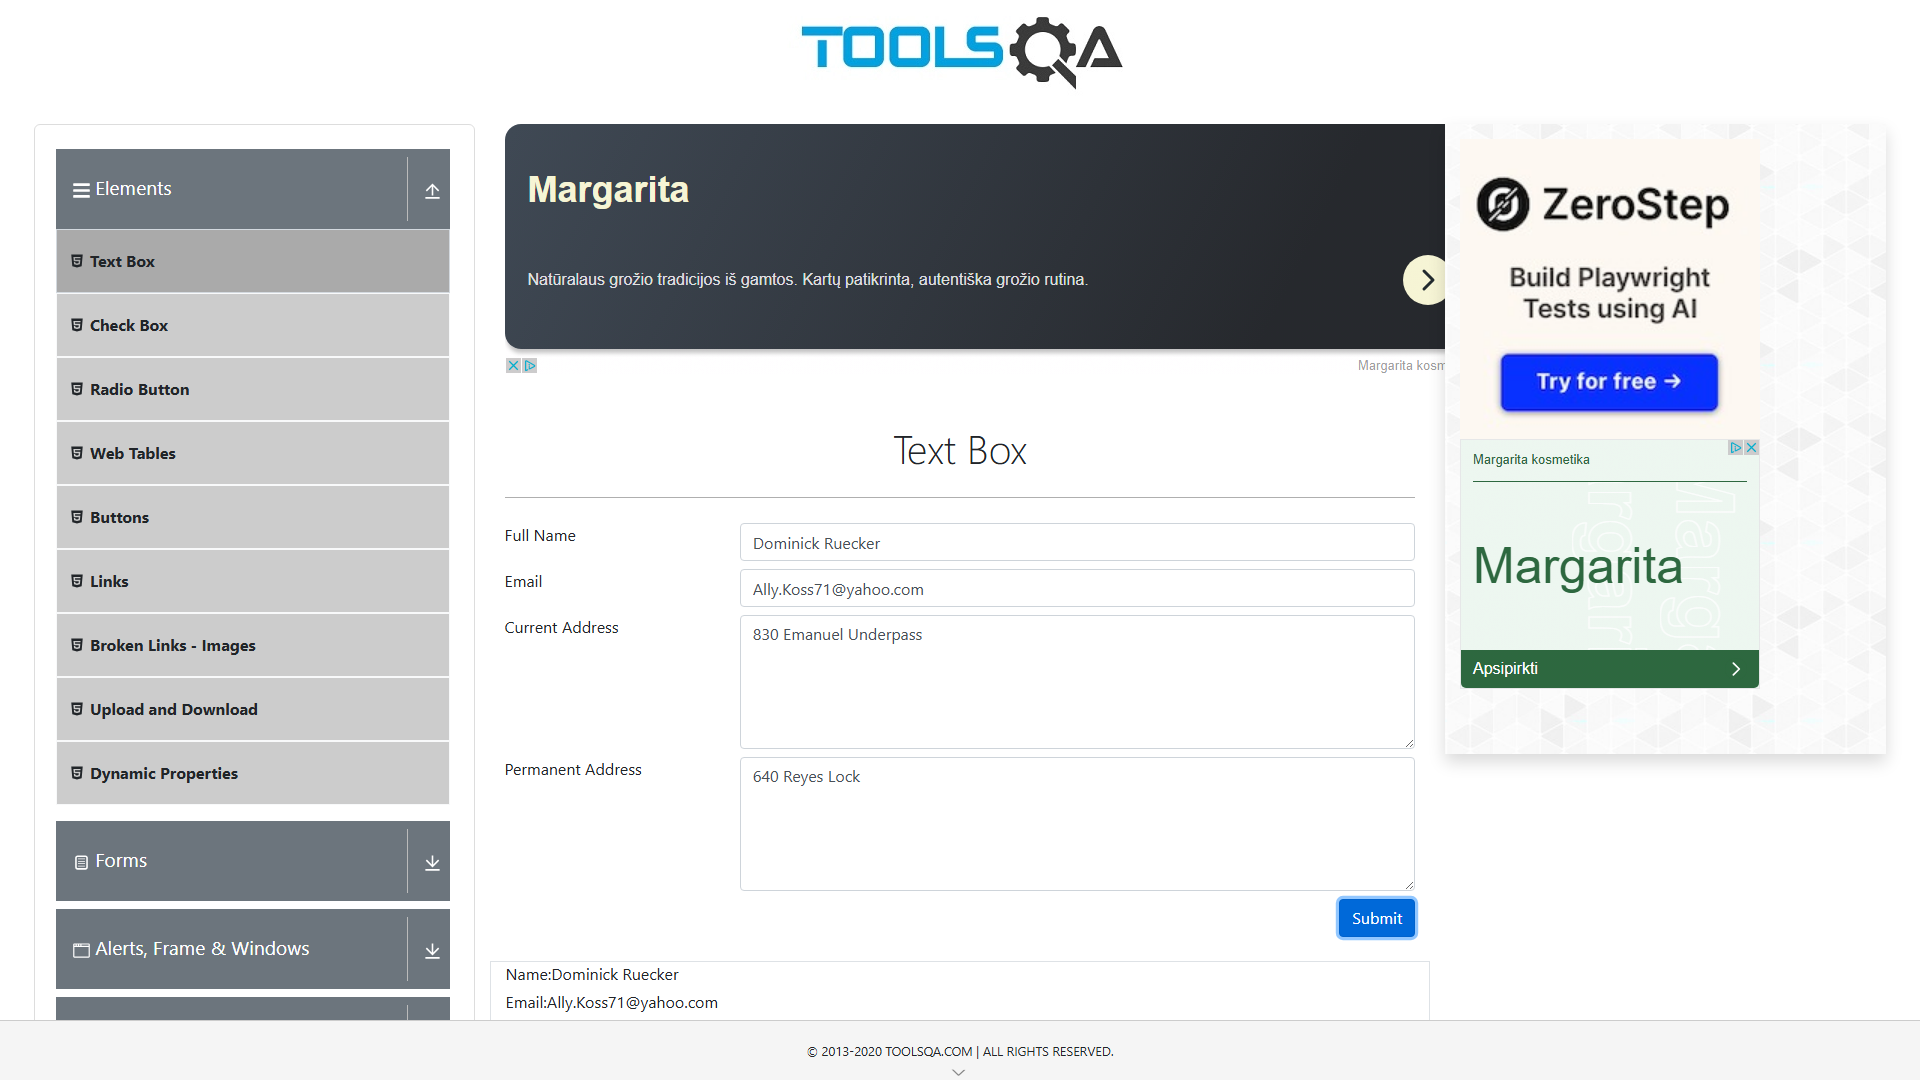 TOOLSQA
Elements
Text Box
Check Box
Radio Button
Web Tables
Buttons
Links
Broken Links - Images
Upload and Download
Dynamic Properties
Forms
Alerts, Frame & Windows
Margarita
Natūralaus grožio tradicijos iš gamtos. Kartų patikrinta, autentiška grožio rutina.
Margarita kosm
Text Box
Full Name
Dominick Ruecker
Email
Ally.Koss71@yahoo.com
Current Address
830 Emanuel Underpass
Permanent Address
640 Reyes Lock
Submit
Name:Dominick Ruecker
Email:Ally.Koss71@yahoo.com
ZeroStep
Build Playwright
Tests using AI
Try for free →
Margarita kosmetika
Margarita
Apsipirkti
© 2013-2020 TOOLSQA.COM | ALL RIGHTS RESERVED.